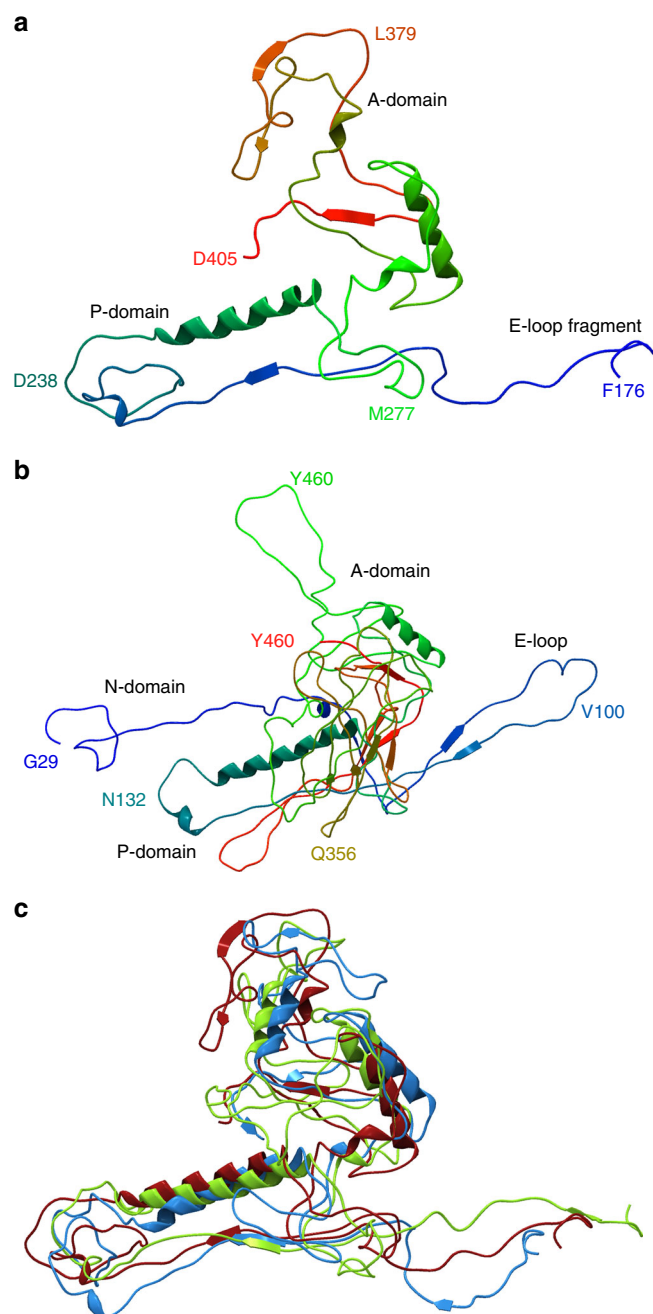 a
L379
A-domain
D405
P-domain
E-loop fragment
D238
F176
M277
b
Y460
A-domain
Y460
E-loop
N-domain
V100
G29
N132
P-domain
Q356
c